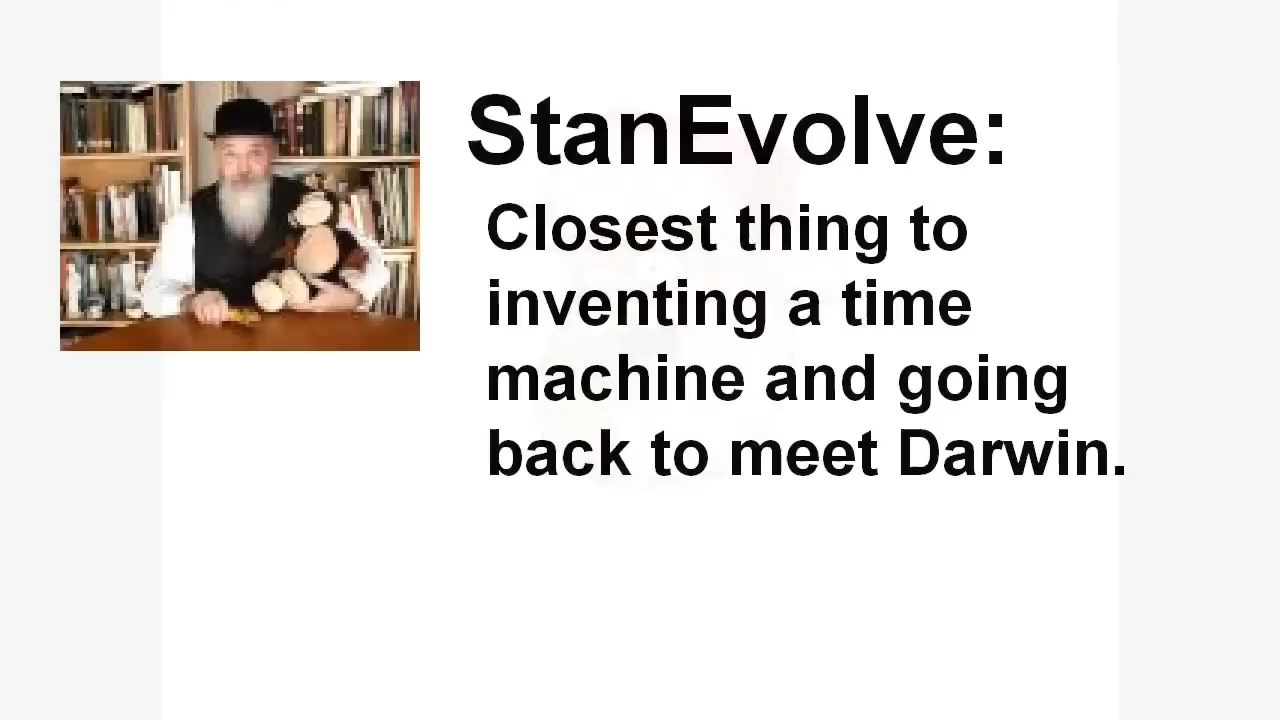 StanEvolve:
Closest thing to
inventing a time
machine and going
back to meet Darwin.